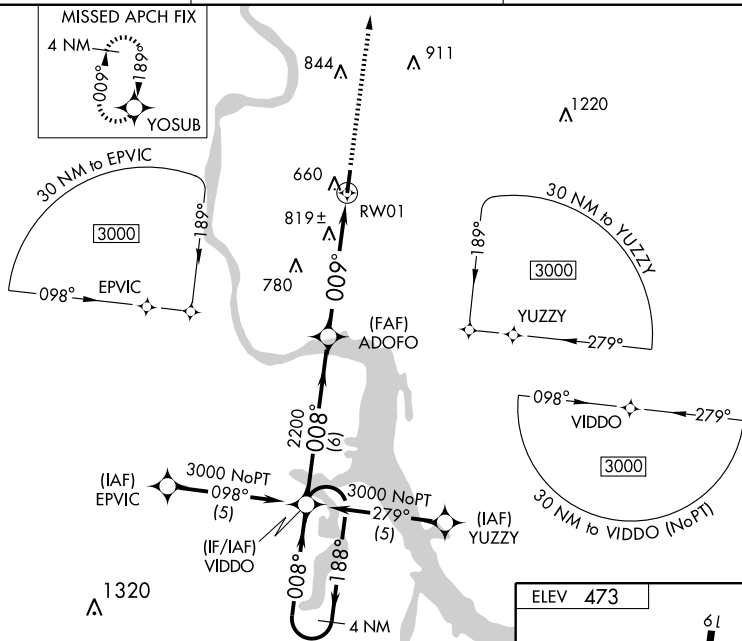 MISSED APCH FIX
4 NM
009°
189°
YOSUB
844
911
1220
30 NM to EPVIC
3000
189°
EPVIC
098°
660
RW01
819±
780
009°
30 NM to YUZZY
189°
3000
YUZZY
279°
(FAF)
ADOFO
2200
008°
(6)
098°
279°
VIDDO
3000
30 NM to VIDDO (NoPT)
(IAF)
EPVIC
3000 NoPT
098°
(5)
3000 NoPT
279°
(5)
(IAF)
YUZZY
(IF/IAF)
VIDDO
008°
188°
4 NM
1320
ELEV 473
19